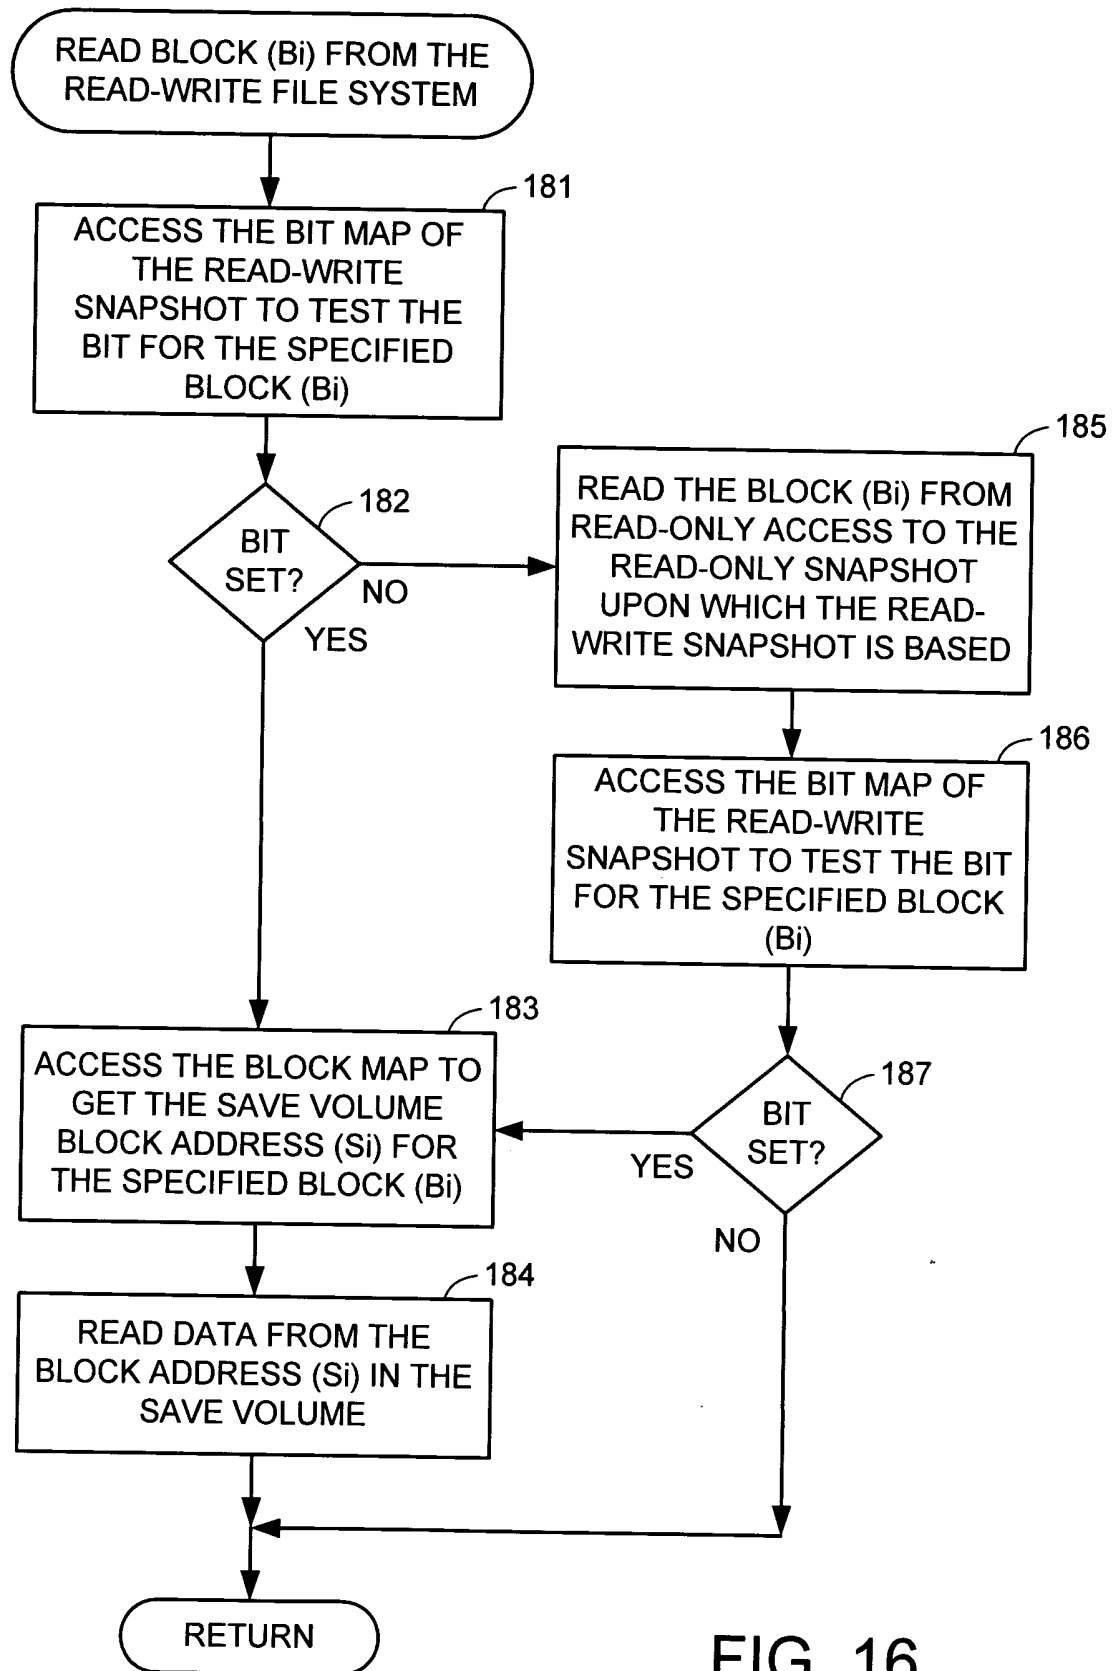 READ BLOCK (Bi) FROM THE
READ-WRITE FILE SYSTEM
181
ACCESS THE BIT MAP OF
THE READ-WRITE
SNAPSHOT TO TEST THE
BIT FOR THE SPECIFIED
BLOCK (Bi)
182
BIT
SET?
NO
YES
185
READ THE BLOCK (Bi) FROM
READ-ONLY ACCESS TO THE
READ-ONLY SNAPSHOT
UPON WHICH THE READ-
WRITE SNAPSHOT IS BASED
186
ACCESS THE BIT MAP OF
THE READ-WRITE
SNAPSHOT TO TEST THE BIT
FOR THE SPECIFIED BLOCK
(Bi)
183
ACCESS THE BLOCK MAP TO
GET THE SAVE VOLUME
BLOCK ADDRESS (Si) FOR
THE SPECIFIED BLOCK (Bi)
187
BIT
SET?
YES
NO
184
READ DATA FROM THE
BLOCK ADDRESS (Si) IN THE
SAVE VOLUME
RETURN
FIG. 16